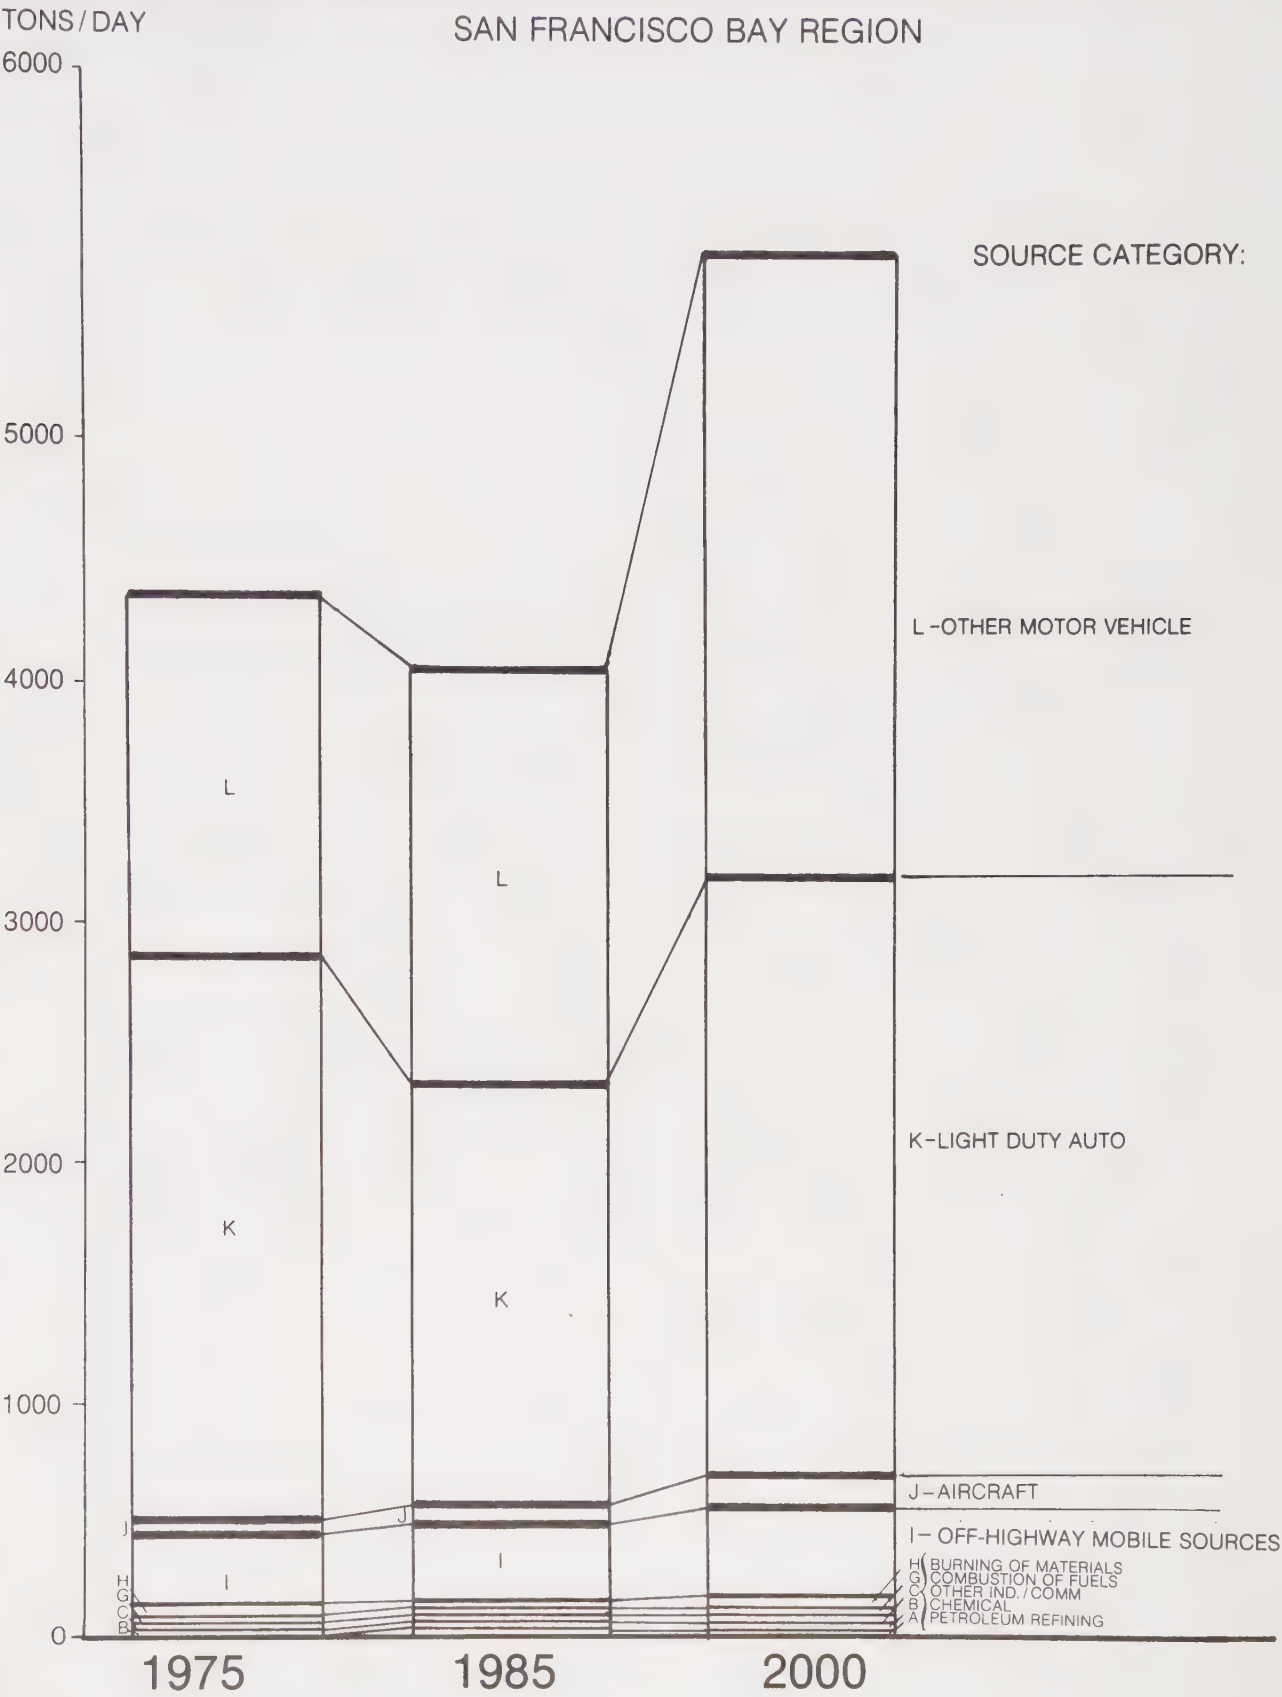 TONS/DAY
SAN FRANCISCO BAY REGION
6000
SOURCE CATEGORY:
5000
L-OTHER MOTOR VEHICLE
4000
L
L
3000
K-LIGHT DUTY AUTO
2000
K
K
1000
J-AIRCRAFT
J
J
I- OFF-HIGHWAY MOBILE SOURCES
I
I
H BURNING OF MATERIALS
G COMBUSTION OF FUELS
C OTHER IND./COMM
B CHEMICAL
A PETROLEUM REFINING
H
G
C
B
0
1975 1985 2000